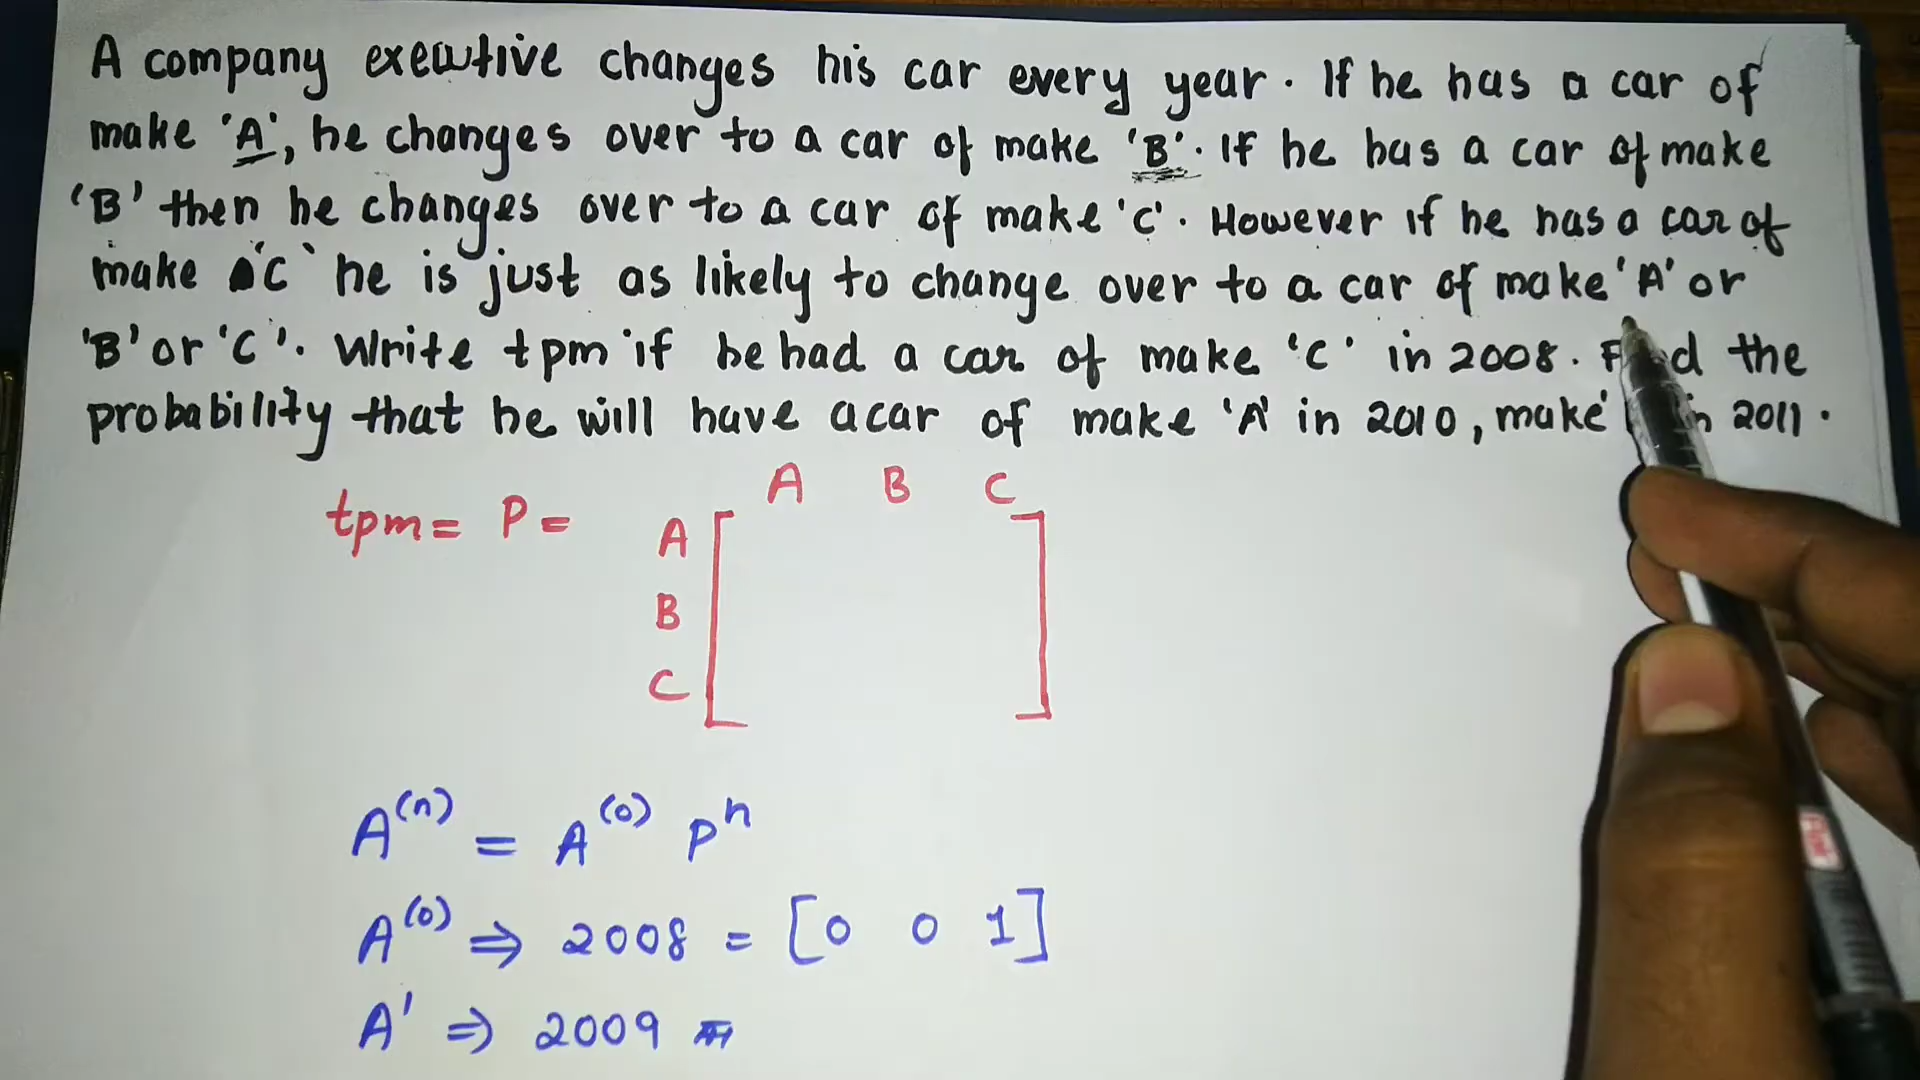 A company executive changes his car every year. If he has a car of
make 'A', he changes over to a car of make 'B'. If he has a car of make
'B' then he changes over to a car of make 'C'. However if he has a car of
make 'C' he is just as likely to change over to a car of make 'A' or
'B' or 'C'. Write tpm if he had a car of make 'C' in 2008. the
probability that he will have a car of make 'A' in 2010, make 2011.
A B C
tpm = P =
A
B
C
A(n) = A(0) Pn
A(0) ⇒ 2008 = [0 0 1]
A' ⇒ 2009